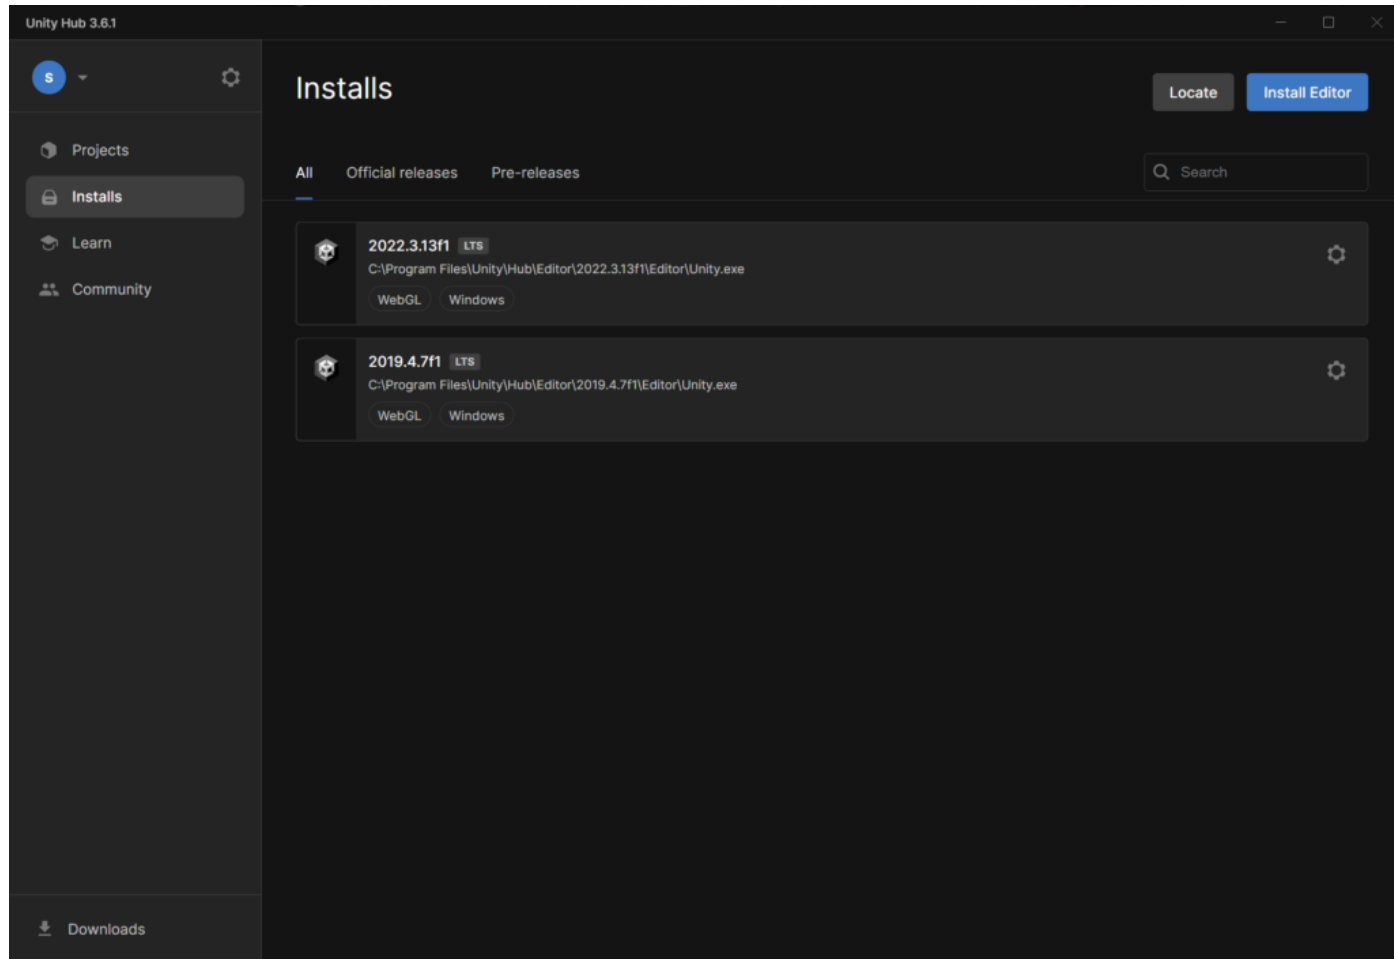 Unity Hub 3.6.1
S
Projects
Installs
Learn
Community
Downloads
Installs
Locate
Install Editor
All
Official releases
Pre-releases
Search
2022.3.13f1 LTS
C:\Program Files\Unity\Hub\Editor\2022.3.13f1\Editor\Unity.exe
WebGL Windows
2019.4.7f1 LTS
C:\Program Files\Unity\Hub\Editor\2019.4.7f1\Editor\Unity.exe
WebGL Windows